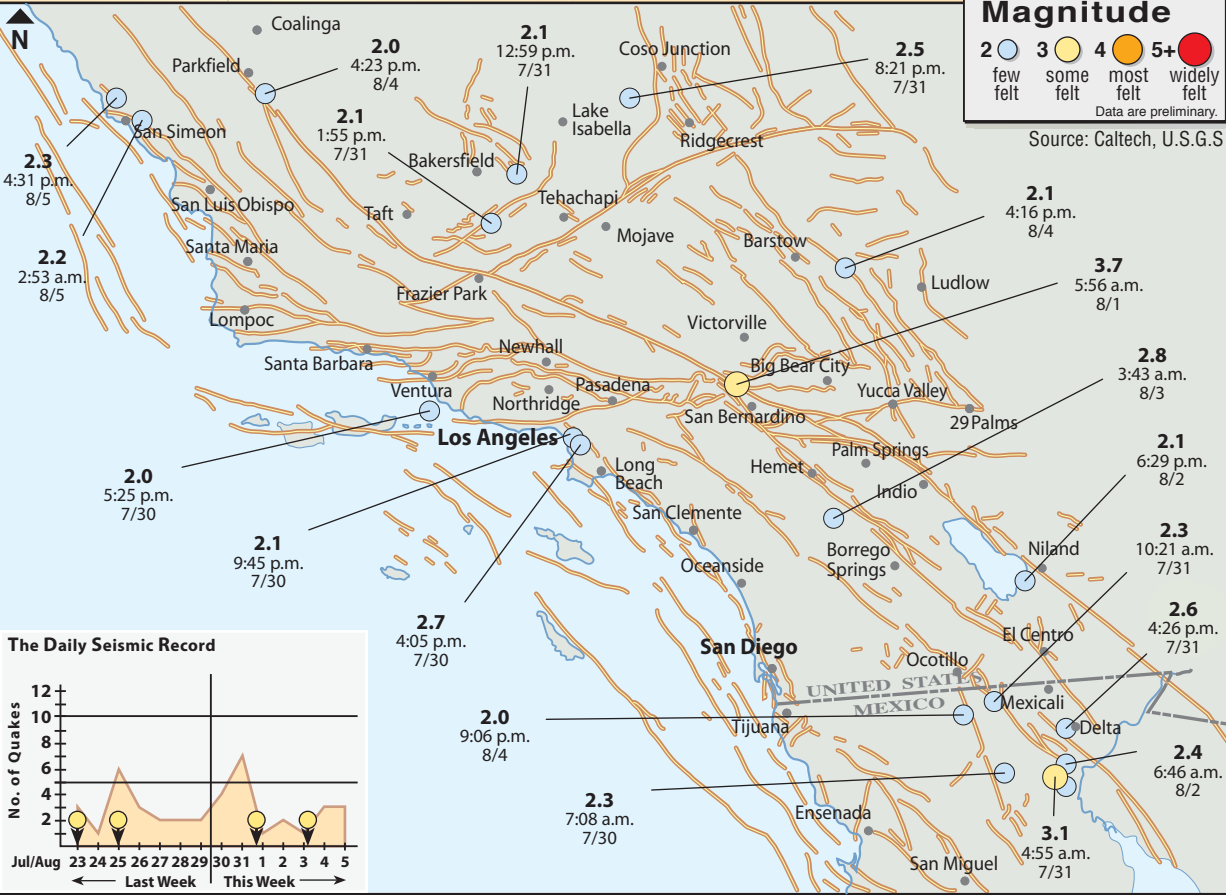 Magnitude
2 3 4 5+
few felt
some felt
most felt
widely felt
Data are preliminary.
Source: Caltech, U.S.G.S
N
Coalinga
Parkfield
2.0
4:23 p.m.
8/4
2.1
12:59 p.m.
7/31
Coso Junction
2.5
8:21 p.m.
7/31
San Simeon
2.3
4:31 p.m.
8/5
2.1
1:55 p.m.
7/31
Lake
Isabella
Ridgecrest
Bakersfield
San Luis Obispo
Taft
Tehachapi
Mojave
2.1
4:16 p.m.
8/4
2.2
2:53 a.m.
8/5
Santa Maria
Barstow
Ludlow
3.7
5:56 a.m.
8/1
Frazier Park
Lompoc
Victorville
Santa Barbara
Newhall
Big Bear City
2.8
3:43 a.m.
8/3
Ventura
Northridge
Pasadena
San Bernardino
Yucca Valley
29 Palms
Los Angeles
Long
Beach
Hemet
Palm Springs
Indio
2.1
6:29 p.m.
8/2
2.0
5:25 p.m.
7/30
San Clemente
2.1
9:45 p.m.
7/30
Oceanside
Borrego
Springs
Niland
2.3
10:21 a.m.
7/31
2.7
4:05 p.m.
7/30
San Diego
El Centro
Ocotillo
2.6
4:26 p.m.
7/31
UNITED STATES
MEXICO
Mexicali
Tijuana
Delta
2.0
9:06 p.m.
8/4
2.4
6:46 a.m.
8/2
2.3
7:08 a.m.
7/30
Ensenada
3.1
4:55 a.m.
7/31
San Miguel
The Daily Seismic Record
No. of Quakes
12
10
8
6
4
2
Jul/Aug 23 24 25 26 27 28 29 30 31 1 2 3 4 5
Last Week This Week